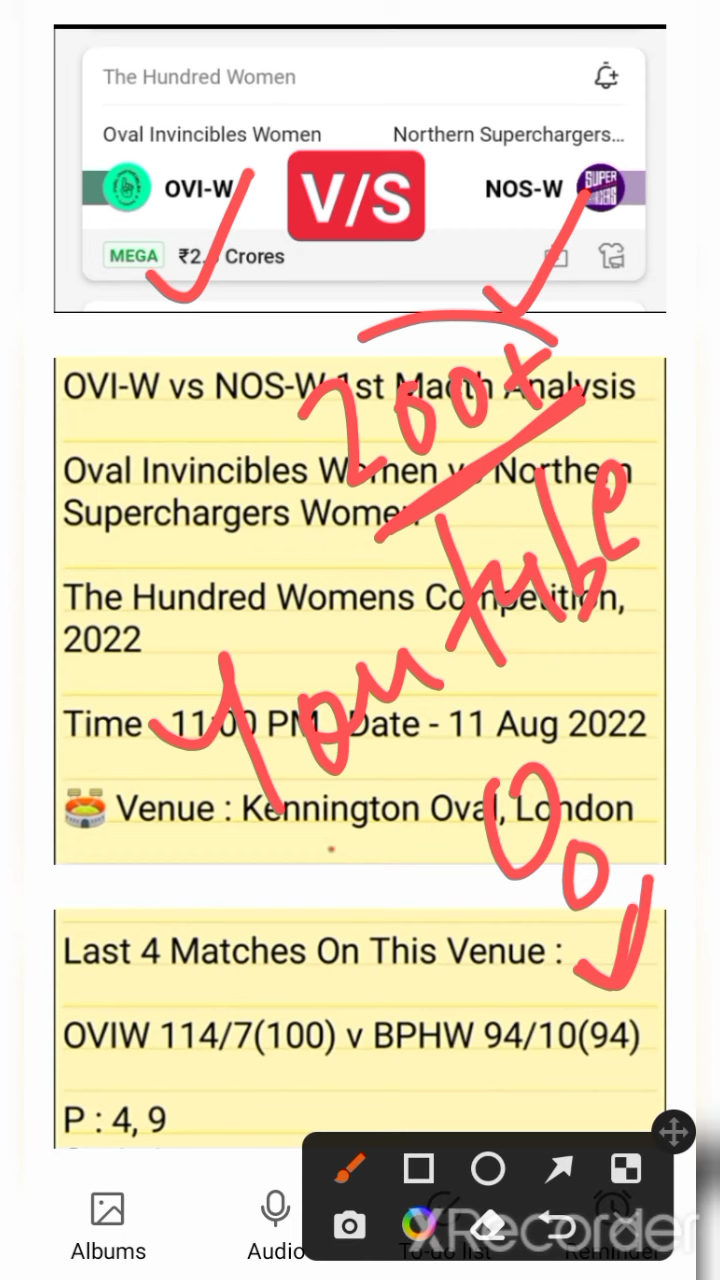 The Hundred Women
Oval Invincibles Women Northern Superchargers...
OVI-W V/S NOS-W SUPER
MEGA ₹2. Crores
200+
OVI-W vs NOS-W 1st Macth Analysis
Oval Invincibles Women vs Northern
Superchargers Women
YouTube
The Hundred Womens Competition,
2022
Time - 11:00 PM, Date - 11 Aug 2022
Venue : Kennington Oval, London
Last 4 Matches On This Venue :
OVIW 114/7(100) v BPHW 94/10(94)
P : 4, 9
XRecorder
Albums Audio To-do list Reminder